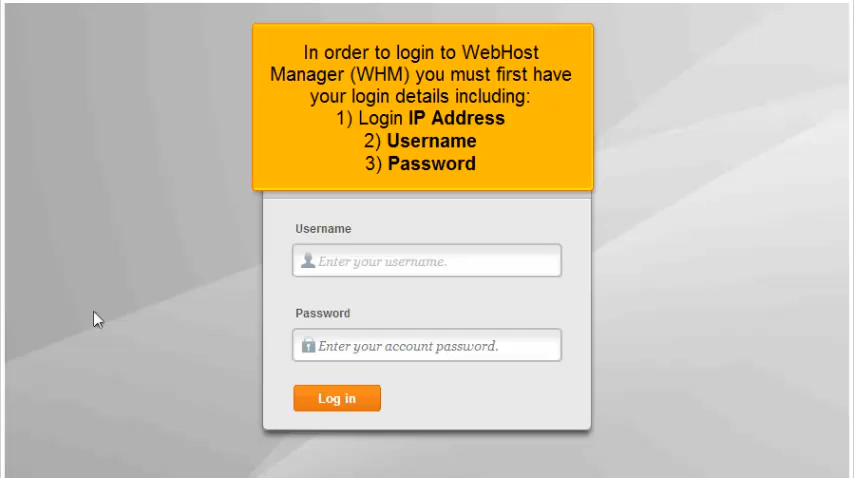 In order to login to WebHost
Manager (WHM) you must first have
your login details including:
1) Login IP Address
2) Username
3) Password
Username
Enter your username.
Password
Enter your account password.
Log in